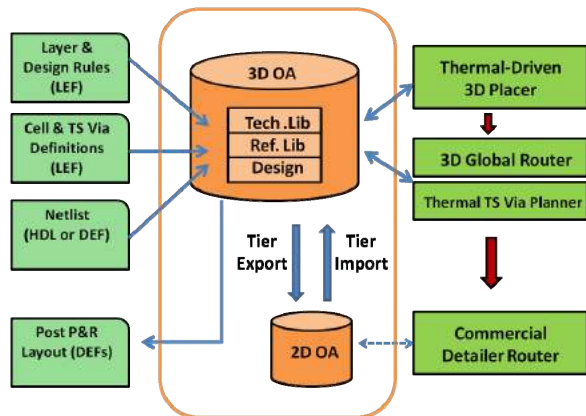 Layer &
Design Rules
(LEF)
Cell & TS Via
Definitions
(LEF)
Netlist
(HDL or DEF)
Post P&R
Layout (DEFs)
3D OA
Tech .Lib
Ref. Lib
Design
Tier
Export
Tier
Import
2D OA
Thermal-Driven
3D Placer
3D Global Router
Thermal TS Via Planner
Commercial
Detailer Router